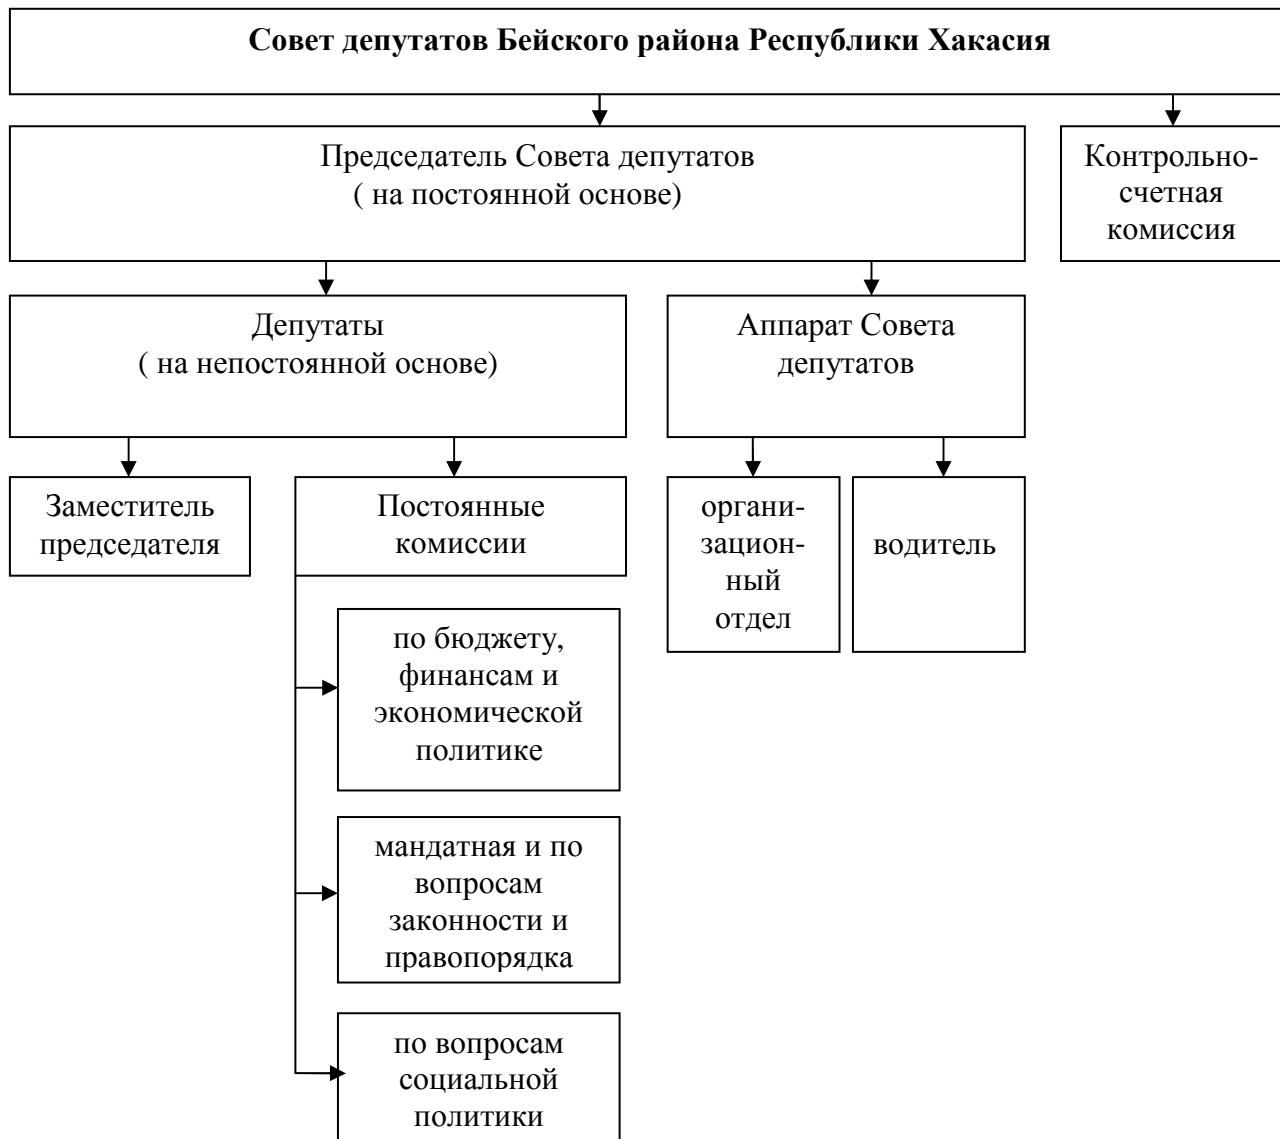 Совет депутатов Бейского района Республики Хакасия
Председатель Совета депутатов
( на постоянной основе)
Контрольно-
счетная
комиссия
Депутаты
( на непостоянной основе)
Аппарат Совета
депутатов
Заместитель
председателя
Постоянные
комиссии
органи-
зацион-
ный
отдел
водитель
по бюджету,
финансам и
экономической
политике
мандатная и по
вопросам
законности и
правопорядка
по вопросам
социальной
политики